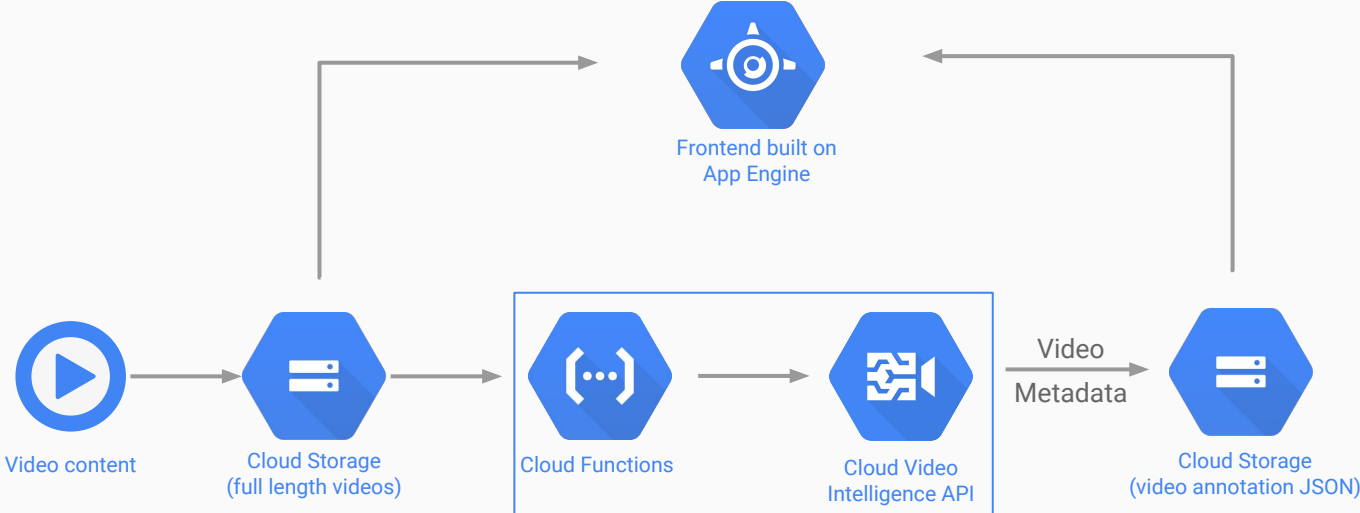 Frontend built on
App Engine
Video content
Cloud Storage
(full length videos)
Cloud Functions
Cloud Video
Intelligence API
Video
Metadata
Cloud Storage
(video annotation JSON)